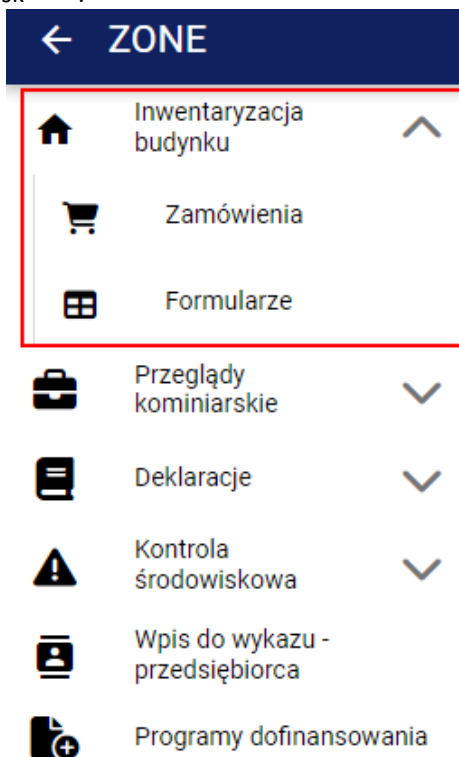 ZONE
Inwentaryzacja
budynku
Zamówienia
Formularze
Przeglądy
kominiarskie
Deklaracje
Kontrola
środowiskowa
Wpis do wykazu -
przedsiębiorca
Programy dofinansowania